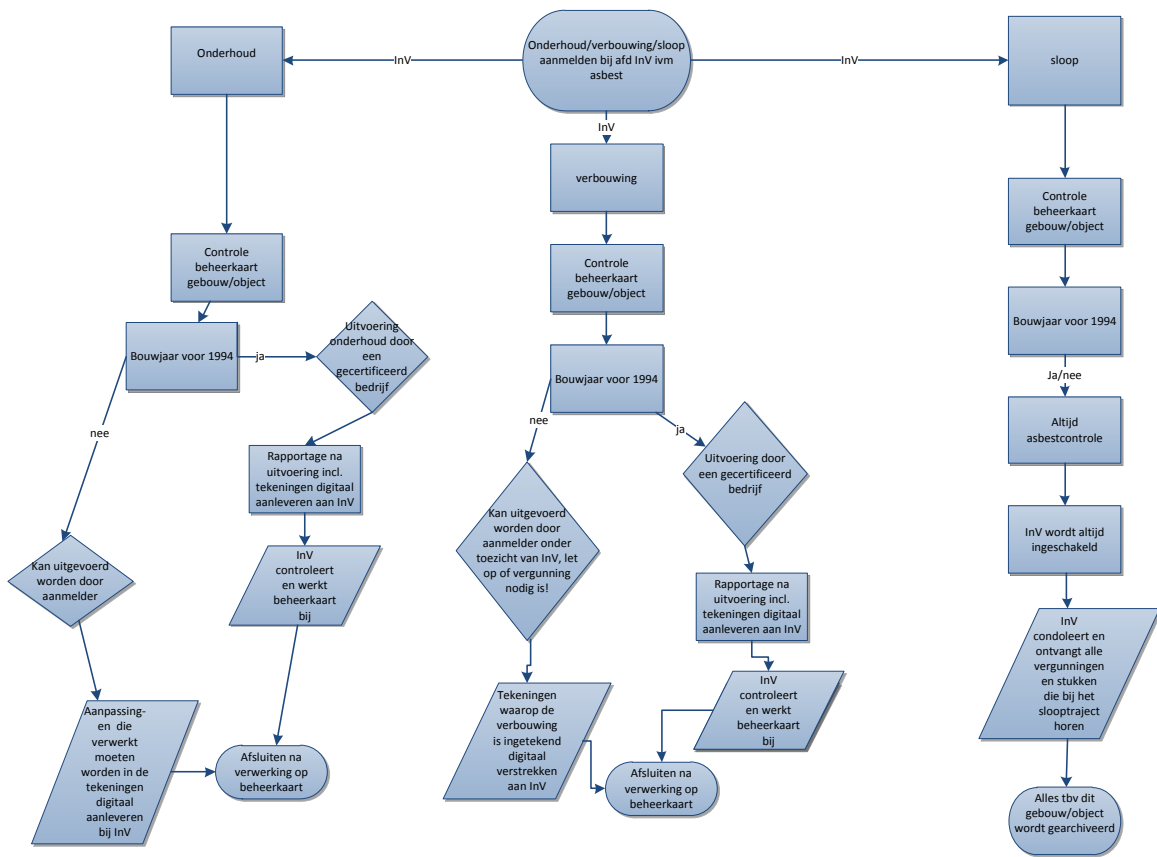 Onderhoud/verbouwing/sloop
aanmelden bij afd InV ivm
asbest
InV
Onderhoud
Controle
beheerkaart
gebouw/object
Bouwjaar voor 1994
ja
Uitvoering
onderhoud door
een
gecertificeerd
bedrijf
Rapportage na
uitvoering incl.
tekeningen digitaal
aanleveren aan InV
InV
controleert
en werkt
beheerkaart
bij
nee
Kan uitgevoerd
worden door
aanmelder
Aanpassing-
en die
verwerkt
moeten
worden in de
tekeningen
digitaal
aanleveren
bij InV
Afsluiten na
verwerking op
beheerkaart
InV
verbouwing
Controle
beheerkaart
gebouw/object
Bouwjaar voor 1994
nee
Kan uitgevoerd
worden door
aanmelder onder
toezicht van InV, let
op of vergunning
nodig is!
Tekeningen
waarop de
verbouwing
is ingetekend
digitaal
verstrekken
aan InV
ja
Uitvoering door
een gecertificeerd
bedrijf
Rapportage na
uitvoering incl.
tekeningen digitaal
aanleveren aan InV
InV
controleert
en werkt
beheerkaart
bij
Afsluiten na
verwerking op
beheerkaart
InV
sloop
Controle
beheerkaart
gebouw/object
Bouwjaar voor 1994
Ja/nee
Altijd
asbestcontrole
InV wordt altijd
ingeschakeld
InV
condoleert en
ontvangt alle
vergunningen
en stukken
die bij het
slooptraject
horen
Alles tbv dit
gebouw/object
wordt gearchiveerd